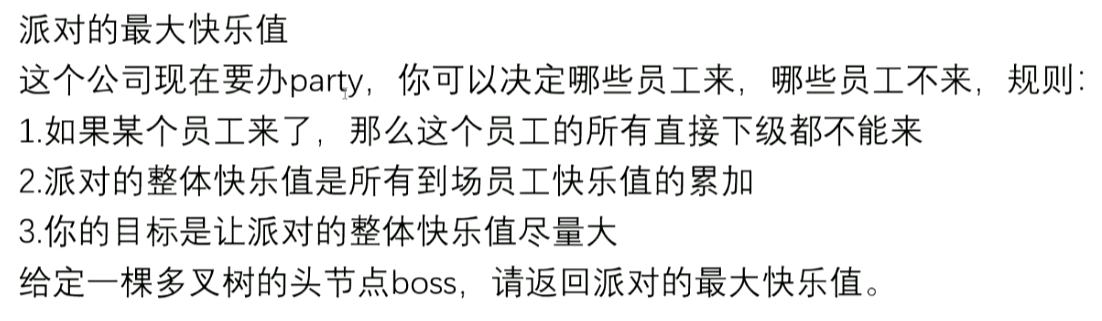 派对的最大快乐值
这个公司现在要办party，你可以决定哪些员工来，哪些员工不来，规则：
1.如果某个员工来了，那么这个员工的所有直接下级都不能来
2.派对的整体快乐值是所有到场员工快乐值的累加
3.你的目标是让派对的整体快乐值尽量大
给定一棵多叉树的头节点boss，请返回派对的最大快乐值。